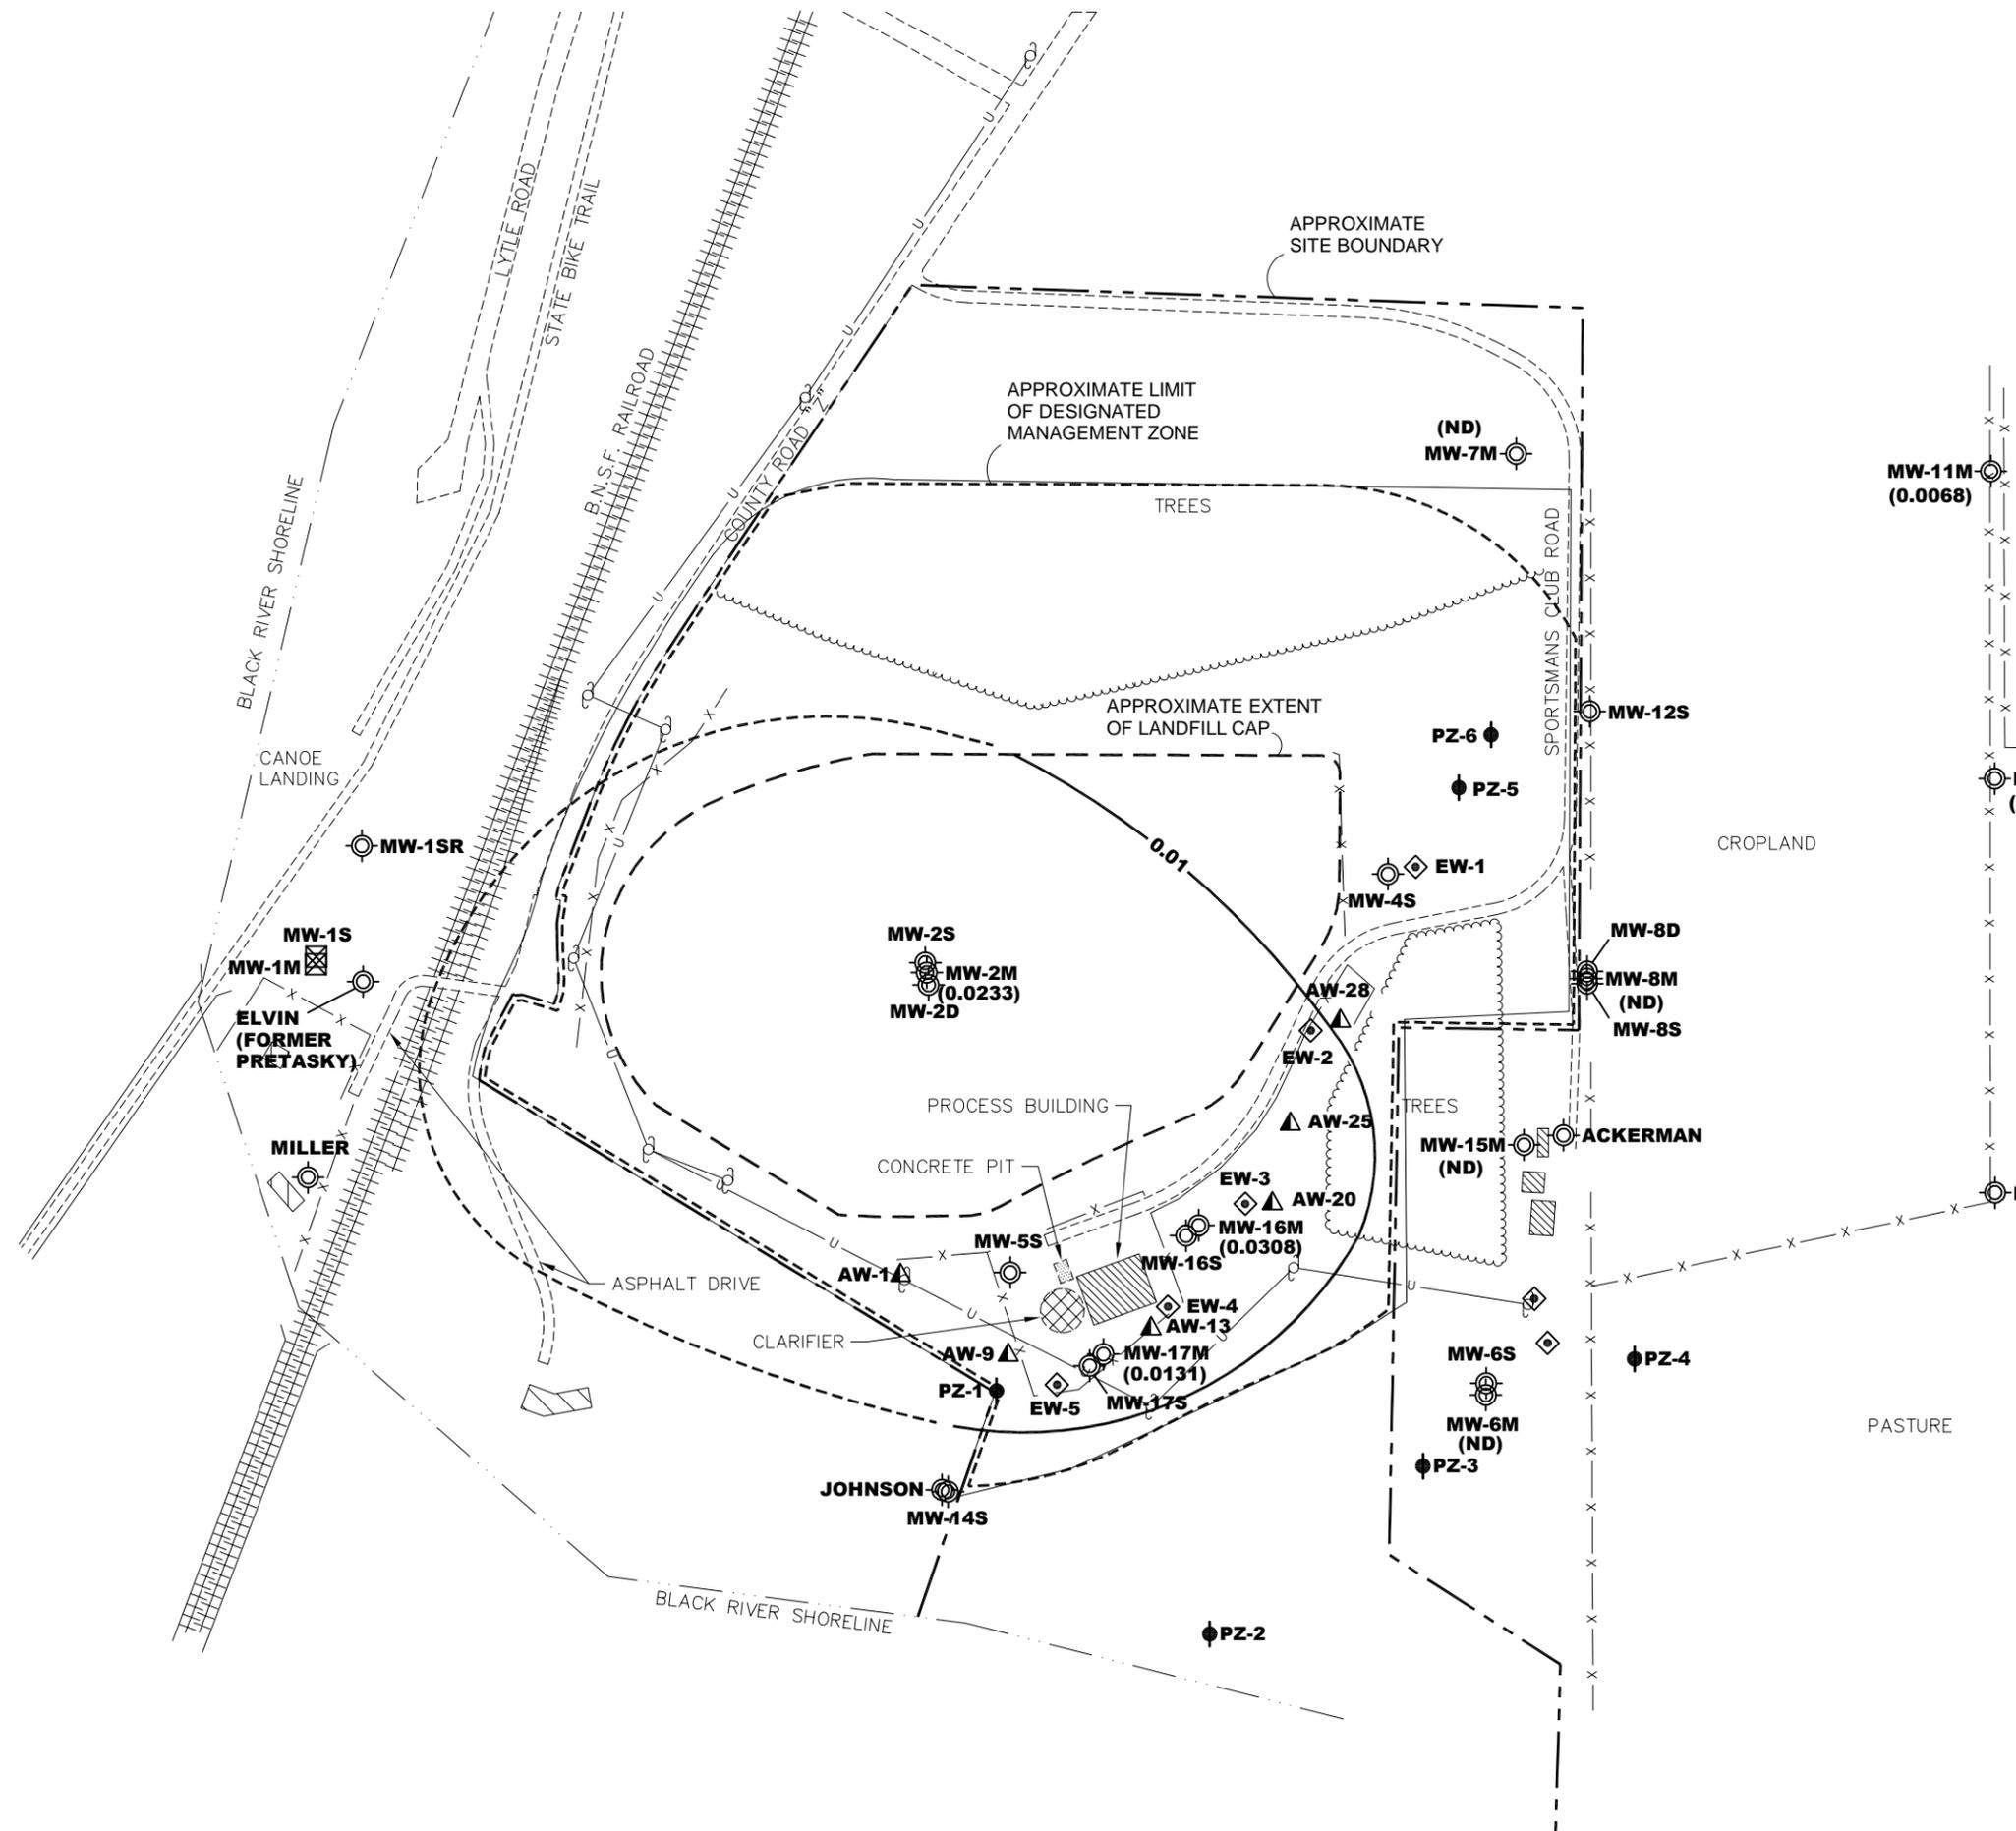 APPROXIMATE
SITE BOUNDARY
LYTLE ROAD
STATE BIKE TRAIL
B.N.S.F. RAILROAD
COUNTY ROAD "Z"
APPROXIMATE LIMIT
OF DESIGNATED
MANAGEMENT ZONE
(ND)
MW-7M
MW-11M
(0.0068)
TREES
SPORTSMANS CLUB ROAD
BLACK RIVER SHORELINE
APPROXIMATE EXTENT
OF LANDFILL CAP
MW-12S
PZ-6
PZ-5
CANOE
LANDING
MW-1SR
0.01
CROPLAND
EW-1
MW-4S
MW-1S
MW-1M
MW-2S
MW-2M
(0.0233)
MW-2D
MW-8D
MW-8M
(ND)
MW-8S
AW-28
EW-2
ELVIN
(FORMER
PRETASKY)
PROCESS BUILDING
TREES
AW-25
MILLER
CONCRETE PIT
MW-15M
(ND)
ACKERMAN
EW-3
AW-20
MW-16M
(0.0308)
MW-16S
MW-5S
AW-1
ASPHALT DRIVE
EW-4
AW-13
CLARIFIER
AW-9
MW-17M
(0.0131)
MW-17S
PZ-1
EW-5
MW-6S
MW-6M
(ND)
PZ-4
PZ-3
PASTURE
JOHNSON
MW-14S
BLACK RIVER SHORELINE
PZ-2